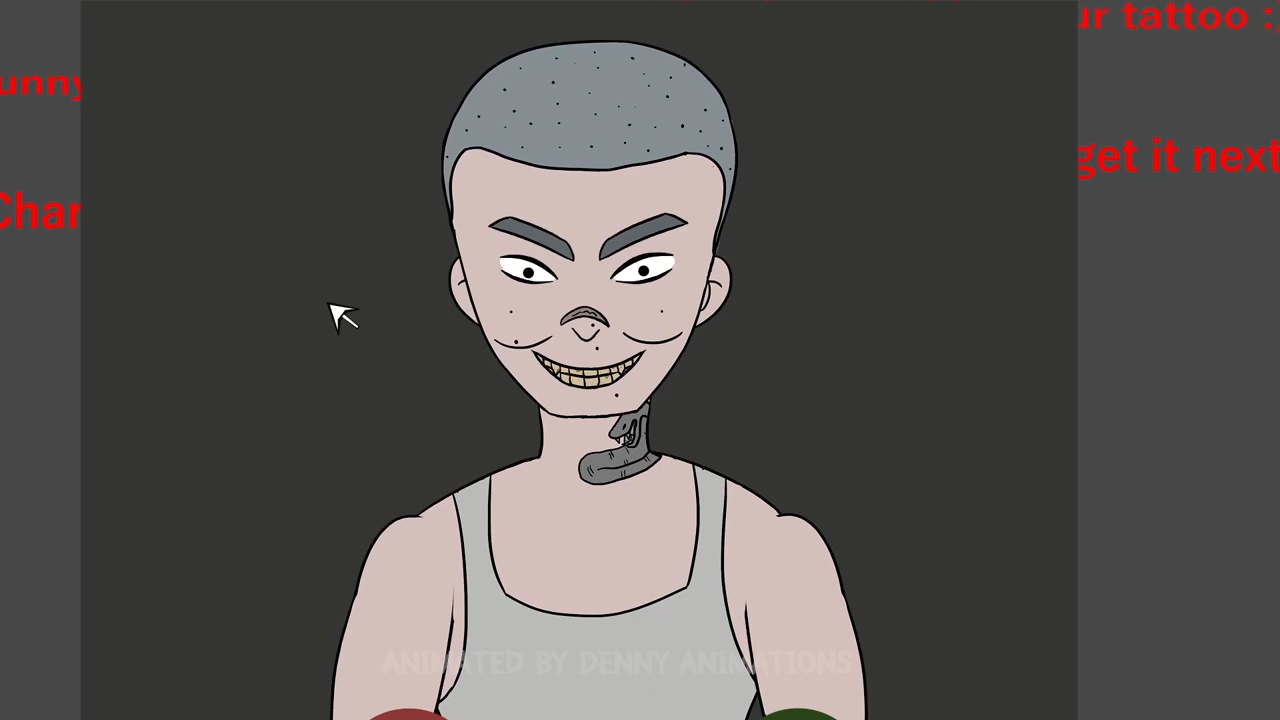 ur tattoo :)
unny
get it next
Char
ANIMATED BY DENNY ANIMATIONS